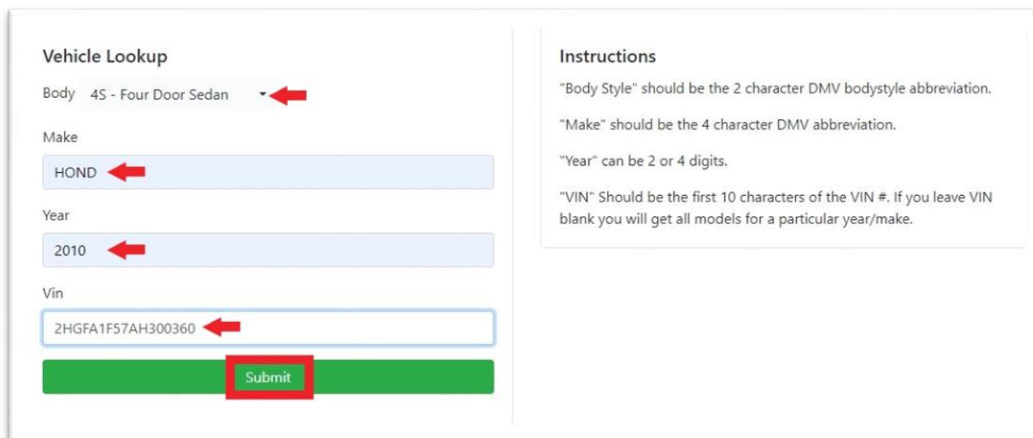 Vehicle Lookup
Body 4S - Four Door Sedan
Make
HOND
Year
2010
Vin
2HGFA1F57AH300360
Submit
Instructions
"Body Style" should be the 2 character DMV bodystyle abbreviation.
"Make" should be the 4 character DMV abbreviation.
"Year" can be 2 or 4 digits.
"VIN" Should be the first 10 characters of the VIN #. If you leave VIN
blank you will get all models for a particular year/make.